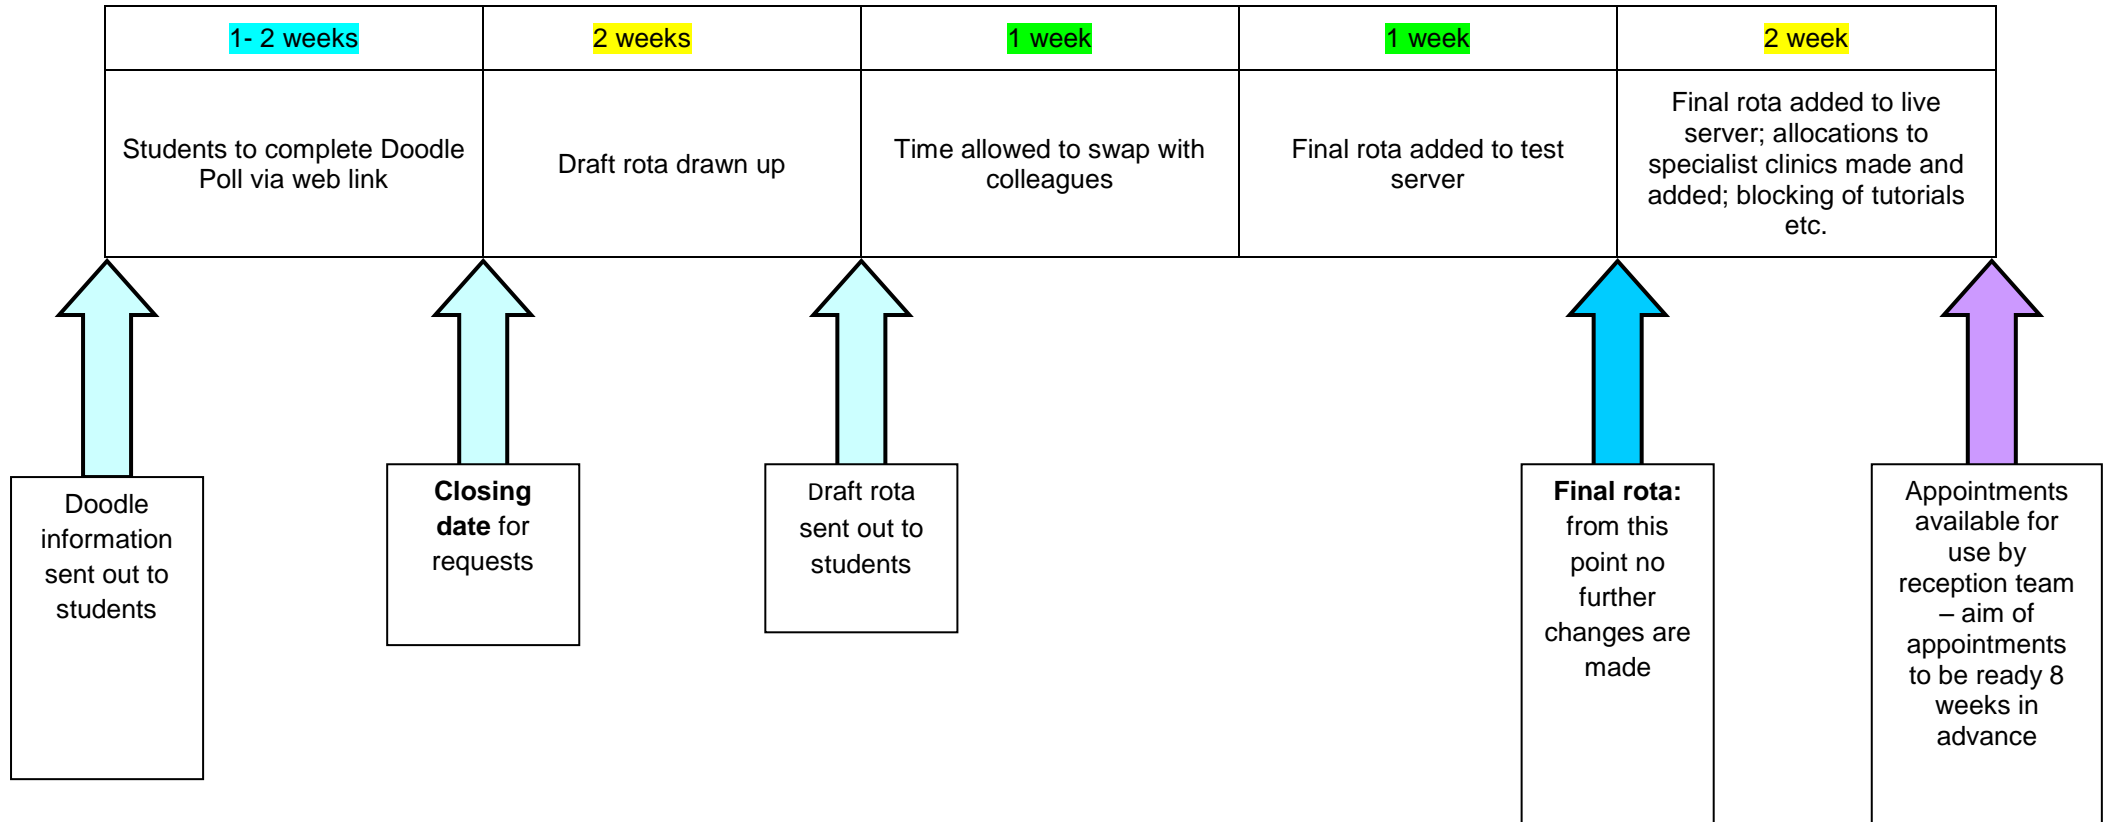 1- 2 weeks
2 weeks
1 week
1 week
2 week
Students to complete Doodle
Poll via web link
Draft rota drawn up
Time allowed to swap with
colleagues
Final rota added to test
server
Final rota added to live
server; allocations to
specialist clinics made and
added; blocking of tutorials
etc.
Doodle
information
sent out to
students
Closing
date for
requests
Draft rota
sent out to
students
Final rota:
from this
point no
further
changes are
made
Appointments
available for
use by
reception team
– aim of
appointments
to be ready 8
weeks in
advance